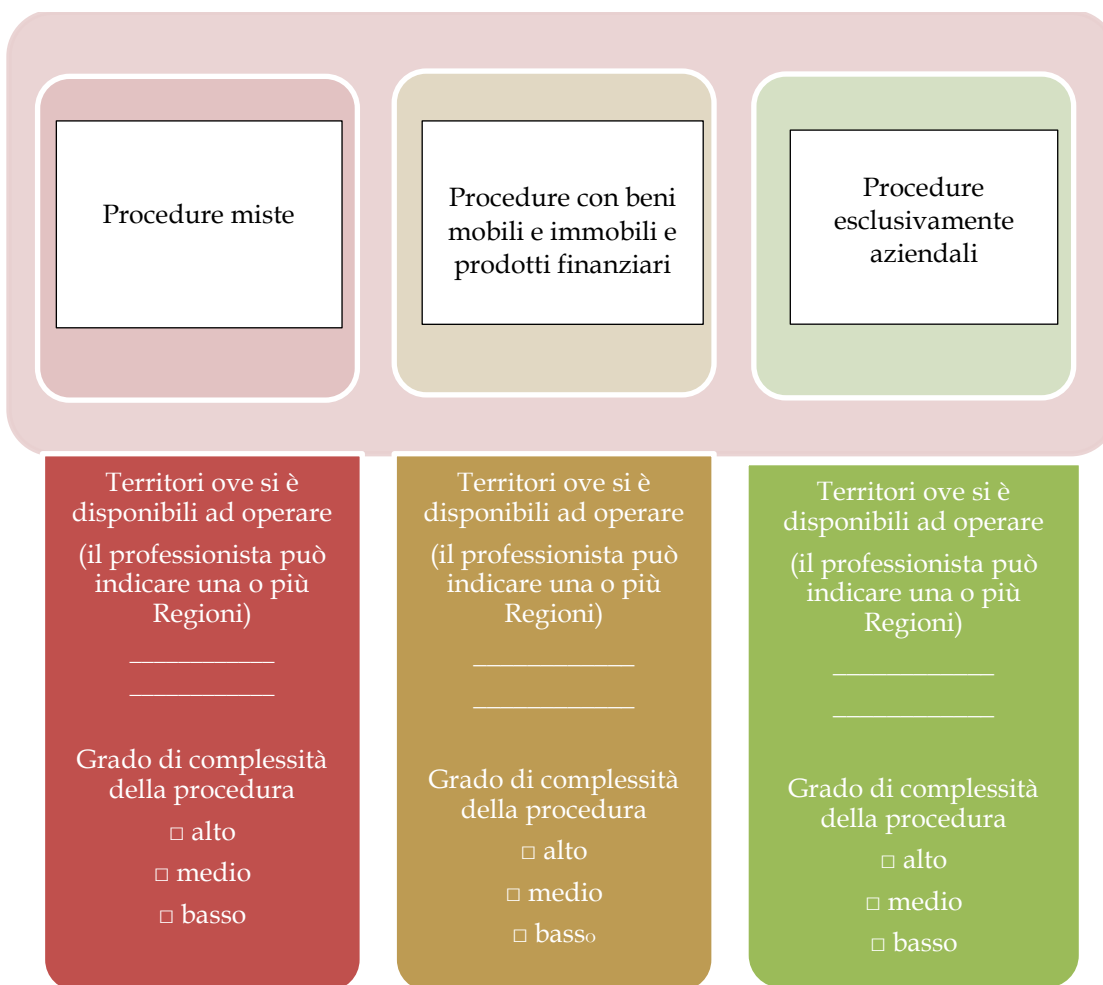 Procedure miste
Procedure con beni
mobili e immobili e
prodotti finanziari
Procedure
esclusivamente
aziendali
Territori ove si è
disponibili ad operare
(il professionista può
indicare una o più
Regioni)
____________
____________
Grado di complessità
della procedura
□ alto
□ medio
□ basso
Territori ove si è
disponibili ad operare
(il professionista può
indicare una o più
Regioni)
____________
____________
Grado di complessità
della procedura
□ alto
□ medio
□ basso
Territori ove si è
disponibili ad operare
(il professionista può
indicare una o più
Regioni)
____________
____________
Grado di complessità
della procedura
□ alto
□ medio
□ basso